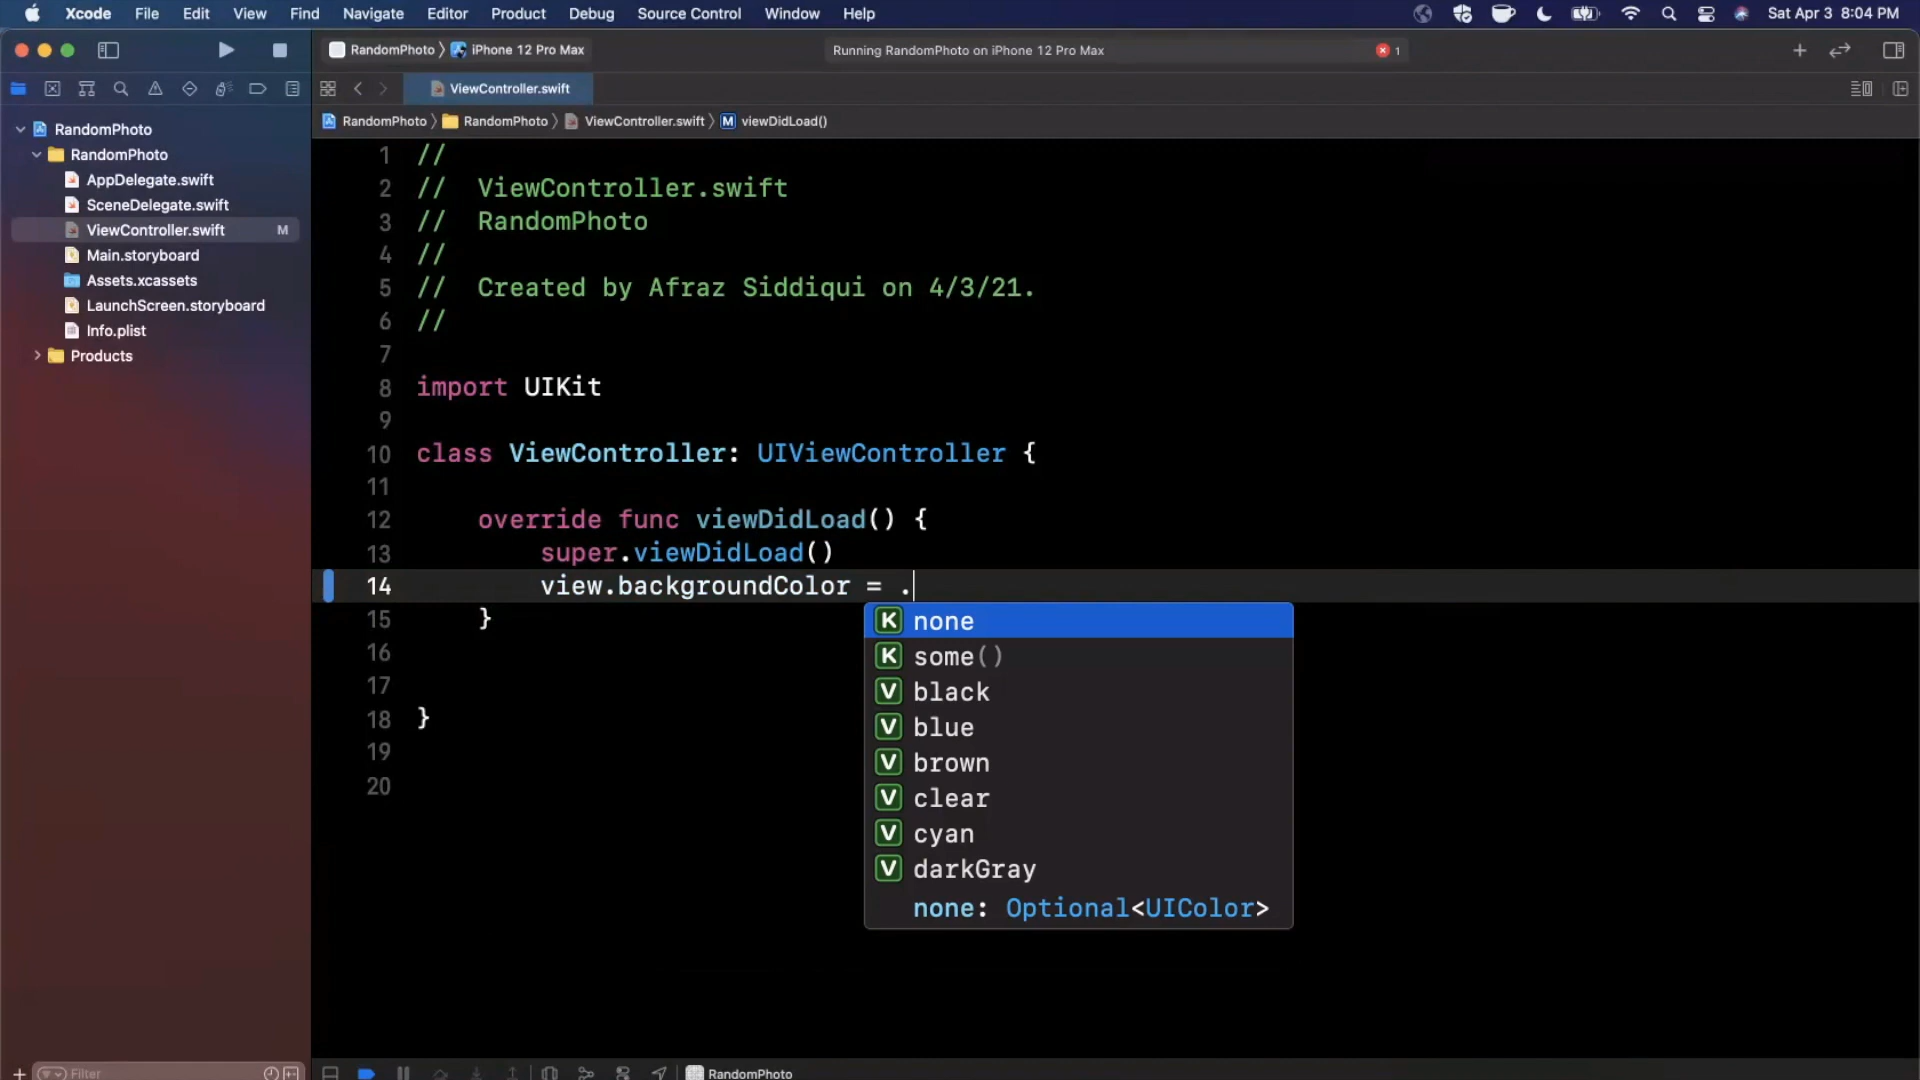 Xcode File Edit View Find Navigate Editor Product Debug Source Control Window Help Sat Apr 3 8:04 PM
RandomPhoto iPhone 12 Pro Max Running RandomPhoto on iPhone 12 Pro Max 1
ViewController.swift
RandomPhoto RandomPhoto ViewController.swift M viewDidLoad()
RandomPhoto
RandomPhoto
AppDelegate.swift
SceneDelegate.swift
ViewController.swift M
Main.storyboard
Assets.xcassets
LaunchScreen.storyboard
Info.plist
Products
Filter
1 //
2 // ViewController.swift
3 // RandomPhoto
4 //
5 // Created by Afraz Siddiqui on 4/3/21.
6 //
7
8 import UIKit
9
10 class ViewController: UIViewController {
11
12 override func viewDidLoad() {
13 super.viewDidLoad()
14 view.backgroundColor = .
15 }
16
17
18 }
19
20
K none
K some()
V black
V blue
V brown
V clear
V cyan
V darkGray
none: Optional<UIColor>
RandomPhoto